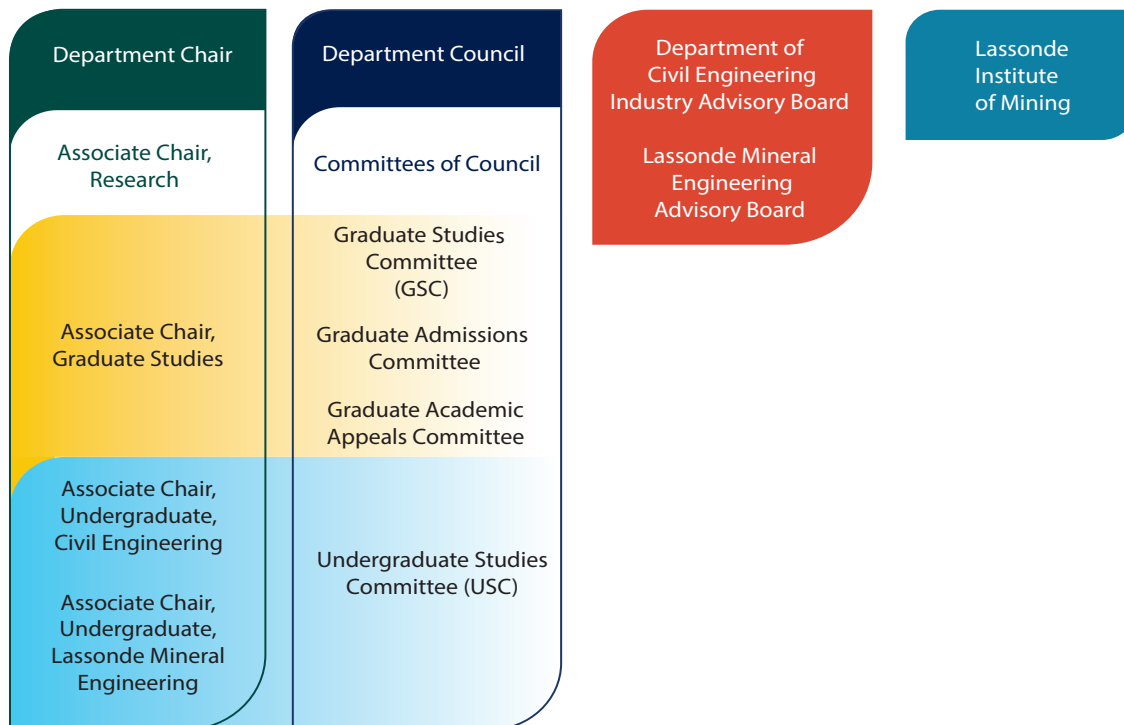 Department Chair
Associate Chair,
Research
Associate Chair,
Graduate Studies
Associate Chair,
Undergraduate,
Civil Engineering
Associate Chair,
Undergraduate,
Lassonde Mineral
Engineering
Department Council
Committees of Council
Graduate Studies
Committee
(GSC)
Graduate Admissions
Committee
Graduate Academic
Appeals Committee
Undergraduate Studies
Committee (USC)
Department of
Civil Engineering
Industry Advisory Board
Lassonde Mineral
Engineering
Advisory Board
Lassonde
Institute
of Mining